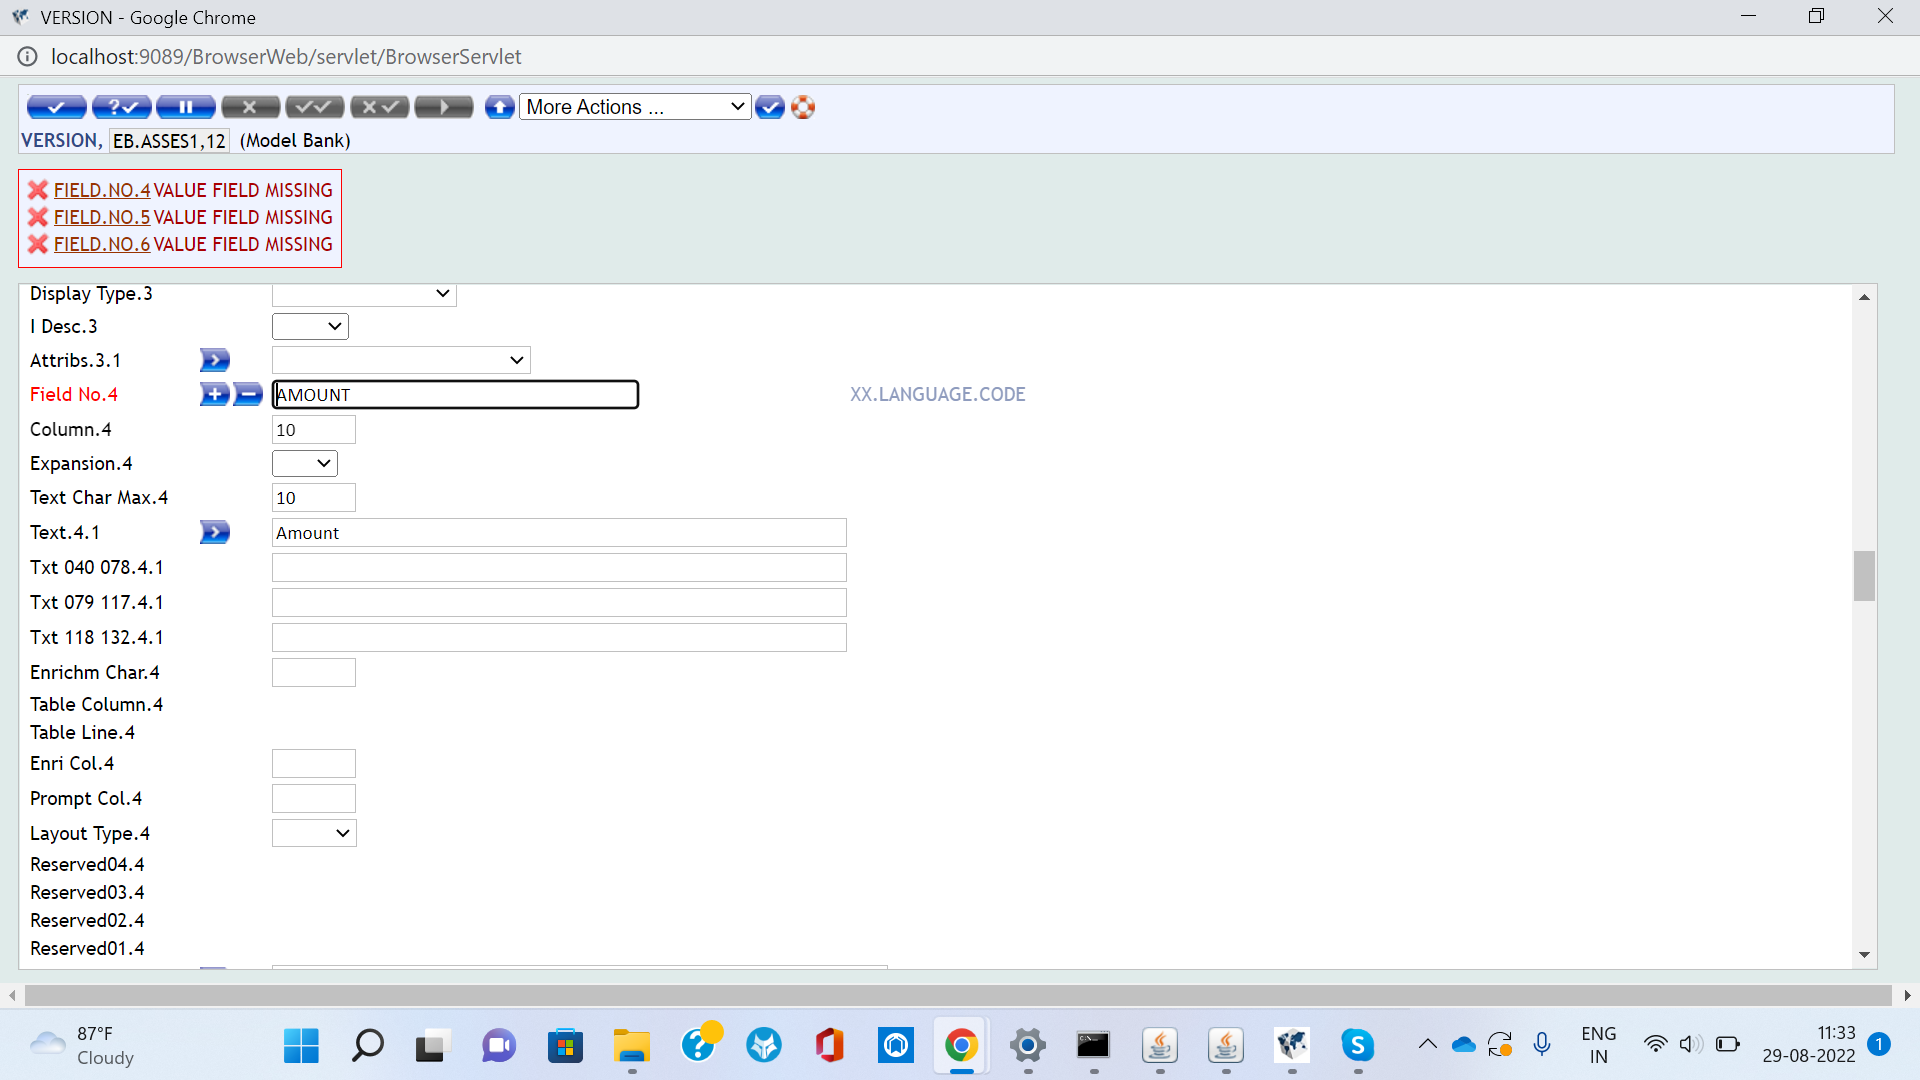 VERSION - Google Chrome
localhost:9089/BrowserWeb/servlet/BrowserServlet
More Actions ...
VERSION, EB.ASSES1,12 (Model Bank)
FIELD.NO.4 VALUE FIELD MISSING
FIELD.NO.5 VALUE FIELD MISSING
FIELD.NO.6 VALUE FIELD MISSING
Display Type.3
I Desc.3
Attribs.3.1
Field No.4 AMOUNT XX.LANGUAGE.CODE
Column.4 10
Expansion.4
Text Char Max.4 10
Text.4.1 Amount
Txt 040 078.4.1
Txt 079 117.4.1
Txt 118 132.4.1
Enrichm Char.4
Table Column.4
Table Line.4
Enri Col.4
Prompt Col.4
Layout Type.4
Reserved04.4
Reserved03.4
Reserved02.4
Reserved01.4
87°F
Cloudy
ENG
IN
11:33
29-08-2022
1